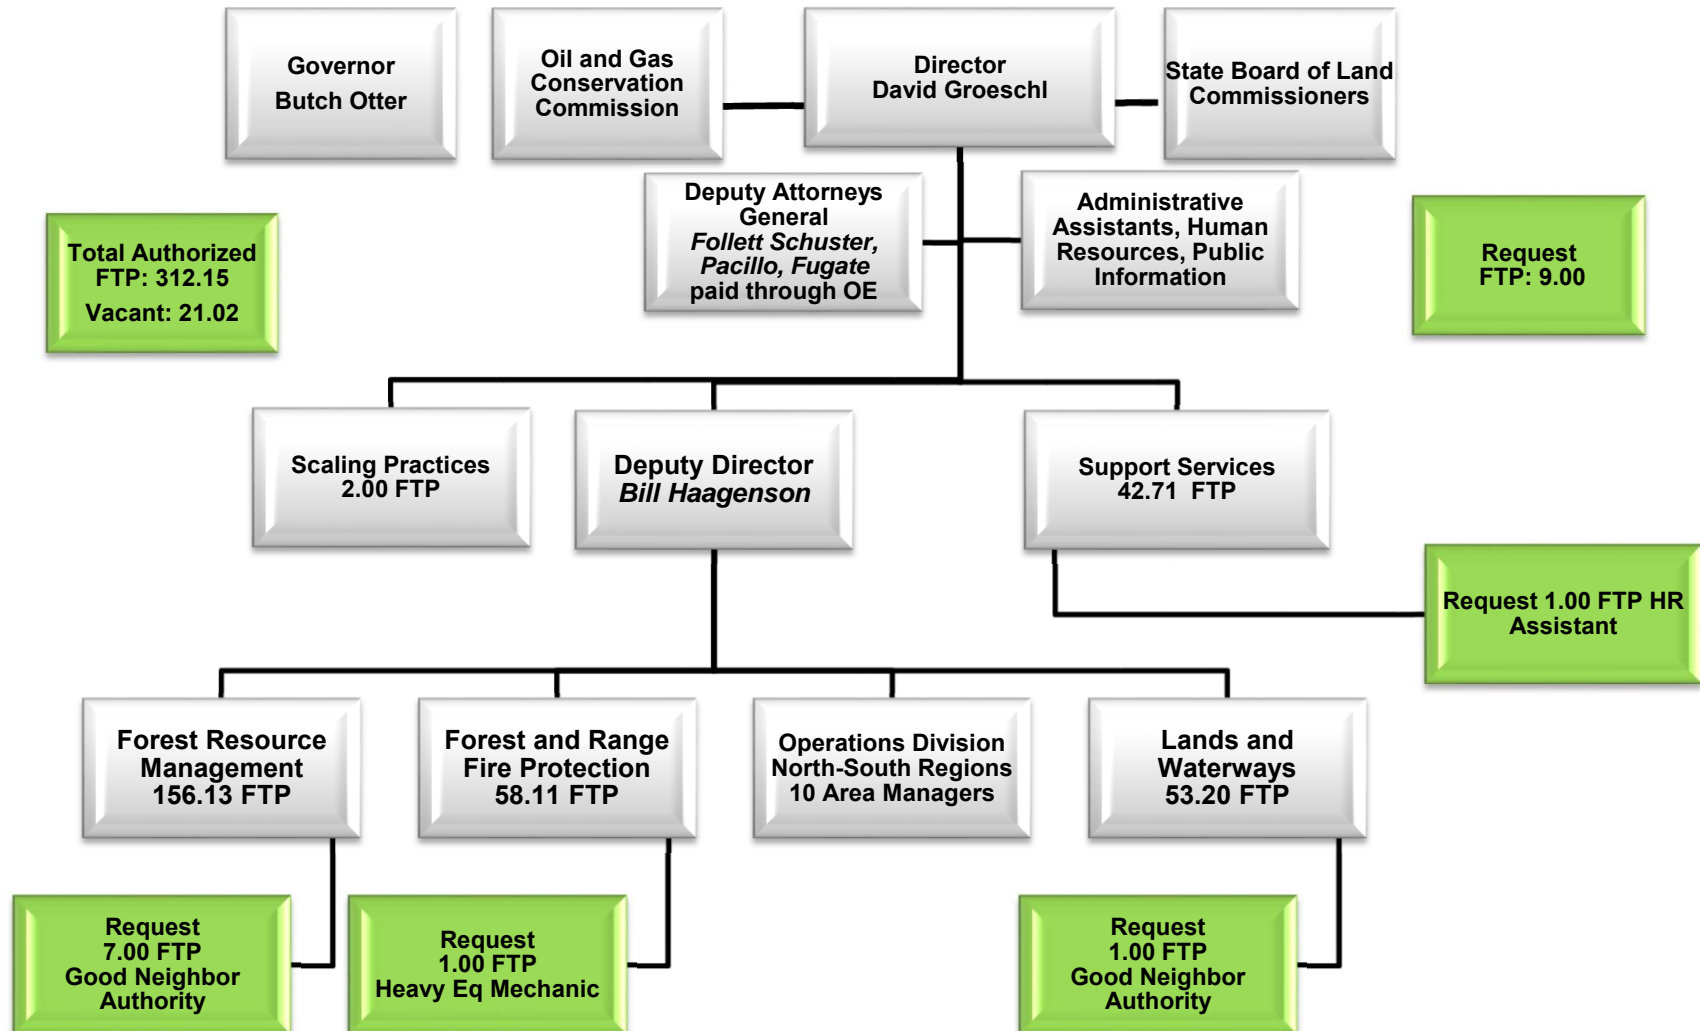 Governor
Butch Otter
Oil and Gas
Conservation
Commission
Director
David Groeschl
State Board of Land
Commissioners
Deputy Attorneys
General
Follett Schuster,
Pacillo, Fugate
paid through OE
Administrative
Assistants, Human
Resources, Public
Information
Total Authorized
FTP: 312.15
Vacant: 21.02
Request
FTP: 9.00
Scaling Practices
2.00 FTP
Deputy Director
Bill Haagenson
Support Services
42.71 FTP
Request 1.00 FTP HR
Assistant
Forest Resource
Management
156.13 FTP
Forest and Range
Fire Protection
58.11 FTP
Operations Division
North-South Regions
10 Area Managers
Lands and
Waterways
53.20 FTP
Request
7.00 FTP
Good Neighbor
Authority
Request
1.00 FTP
Heavy Eq Mechanic
Request
1.00 FTP
Good Neighbor
Authority